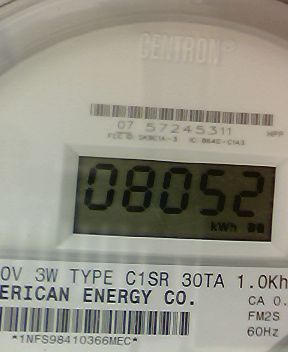 CENTRON®
07 57245311
HPP
08052
kWh
0V 3W TYPE C1SR 30TA 1.0Kh
ERICAN ENERGY CO.
CA 0.
FM2S
60Hz
*1NFS98410366MEC*